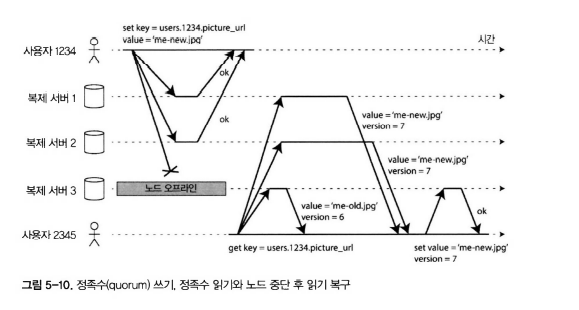 set key = users.1234.picture_url
value = 'me-new.jpg'
사용자 1234
시간
ok
복제 서버 1
ok
value = 'me-new.jpg'
version = 7
복제 서버 2
value = 'me-new.jpg'
version = 7
복제 서버 3
노드 오프라인
value = 'me-old.jpg'
version = 6
ok
사용자 2345
get key = users.1234.picture_url
set value = 'me-new.jpg'
version = 7
그림 5-10. 정족수(quorum) 쓰기, 정족수 읽기와 노드 중단 후 읽기 복구